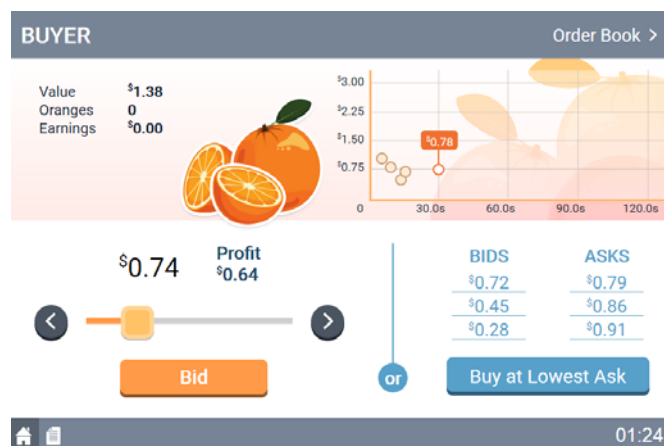 BUYER
Order Book >
Value $1.38
Oranges 0
Earnings $0.00
$3.00
$2.25
$1.50
$0.75
$0.78
0 30.0s 60.0s 90.0s 120.0s
$0.74
Profit
$0.64
Bid
or
BIDS ASKS
$0.72 $0.79
$0.45 $0.86
$0.28 $0.91
Buy at Lowest Ask
01:24